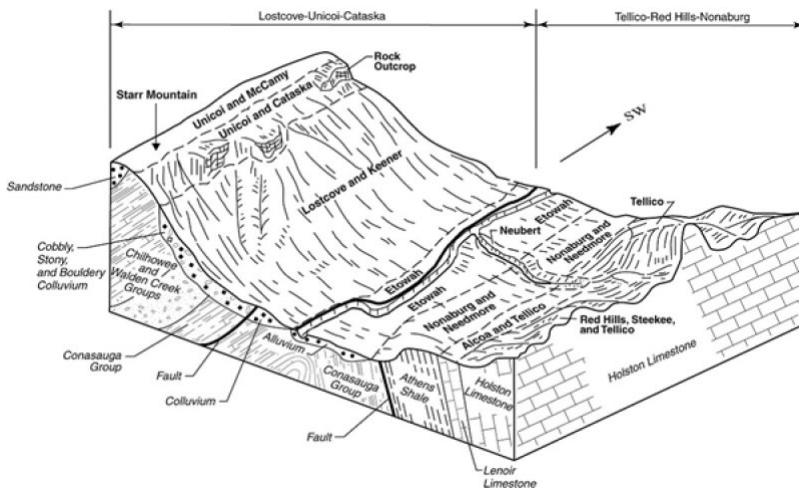 Lostcove-Unicoi-Cataska
Tellico-Red Hills-Nonaburg
Rock
Outcrop
Unicoi and McCamy
Starr Mountain
Unicoi and Cataska
SW
Sandstone
Lostcove and Keener
Tellico
Etowah
Neubert
Nonaburg and
Needmore
Cobbly,
Stony,
and Bouldery
Colluvium
Chilhowee
and
Walden Creek
Groups
Etowah
Etowah
Nonaburg and
Needmore
Alcoa and Tellico
Red Hills, Steekee,
and Tellico
Conasauga
Group
Fault
Colluvium
Alluvium
Conasauga
Group
Athens
Shale
Holston
Limestone
Holston Limestone
Fault
Lenoir
Limestone